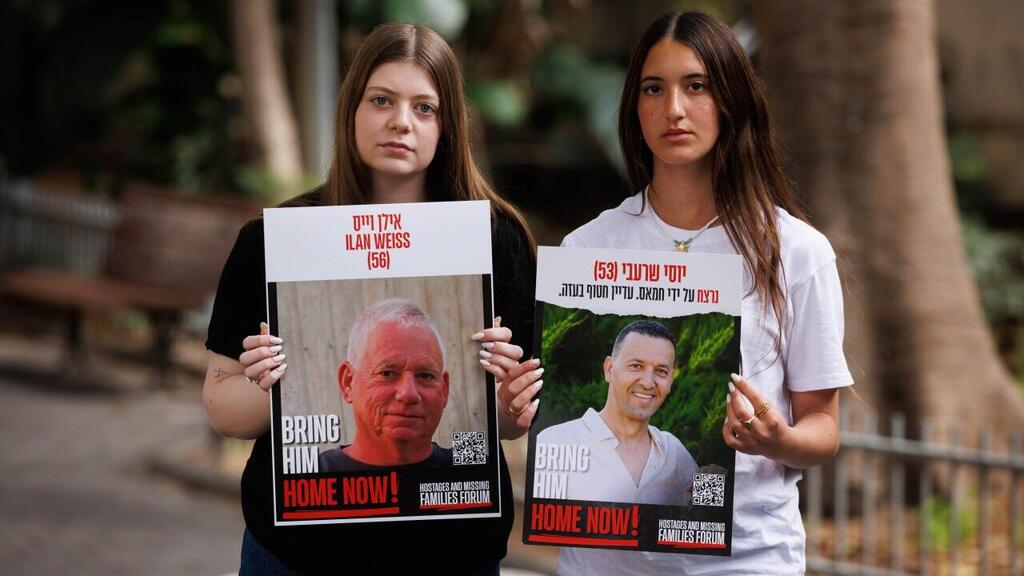 אילן וייס
ILAN WEISS
(56)
BRING
HIM
HOME NOW!
HOSTAGES AND MISSING
FAMILIES FORUM
יוסי שרעבי (53)
נרצח על ידי חמאס. עדיין חטוף בעזה.
BRING
HIM
HOME NOW!
HOSTAGES AND MISSING
FAMILIES FORUM